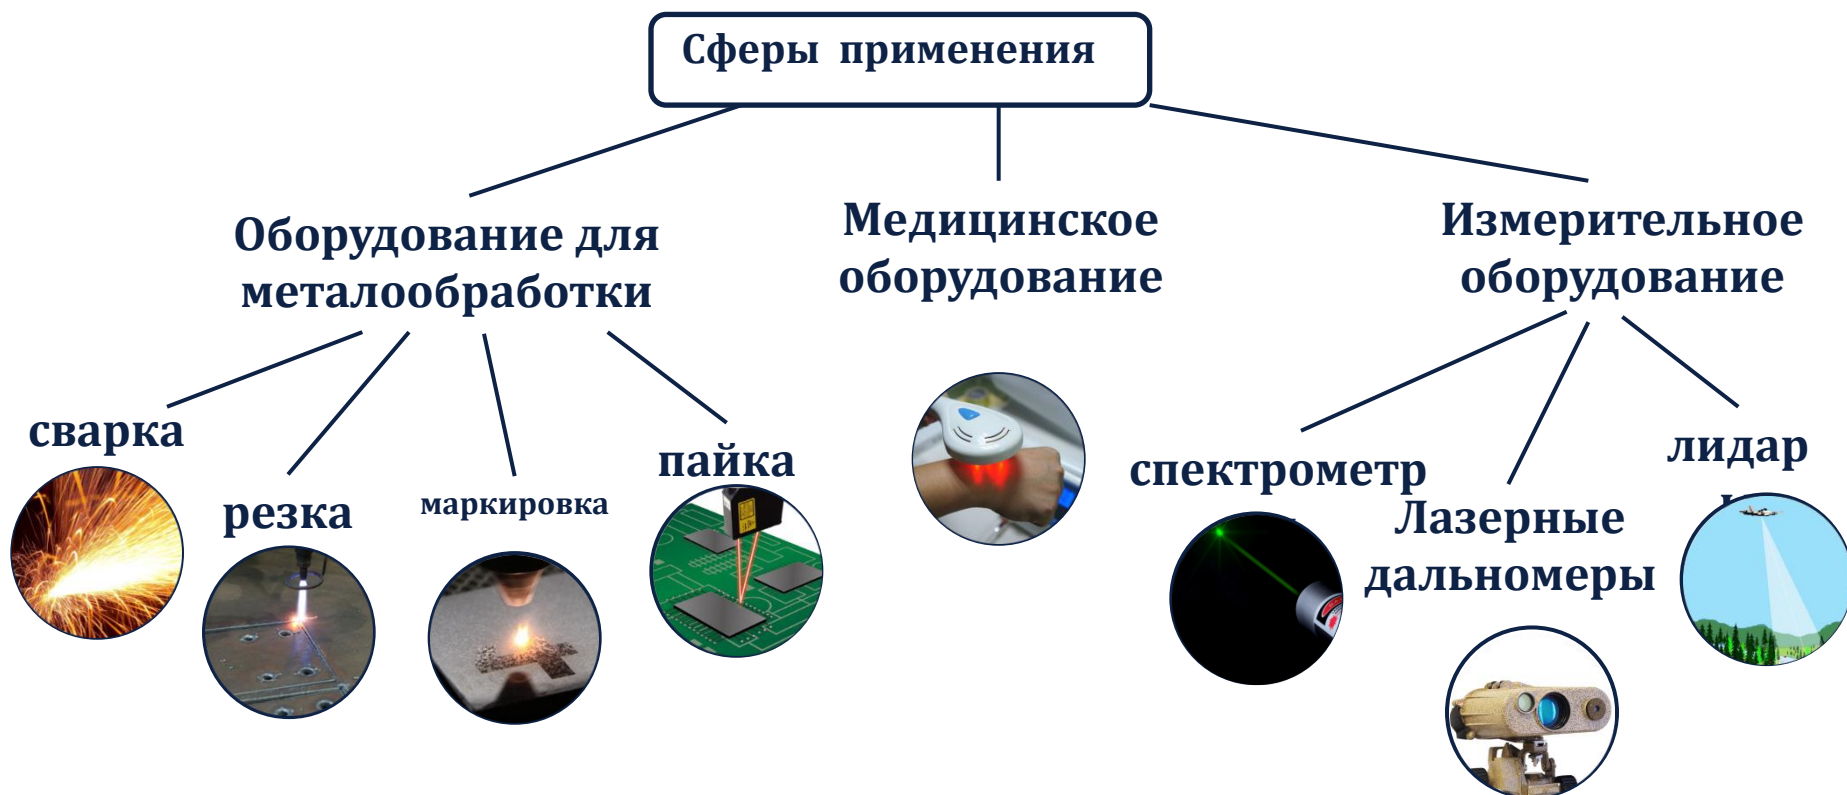 Сферы применения
Оборудование для
металообработки
Медицинское
оборудование
Измерительное
оборудование
сварка
резка
маркировка
пайка
спектрометр
Лазерные
дальномеры
лидар